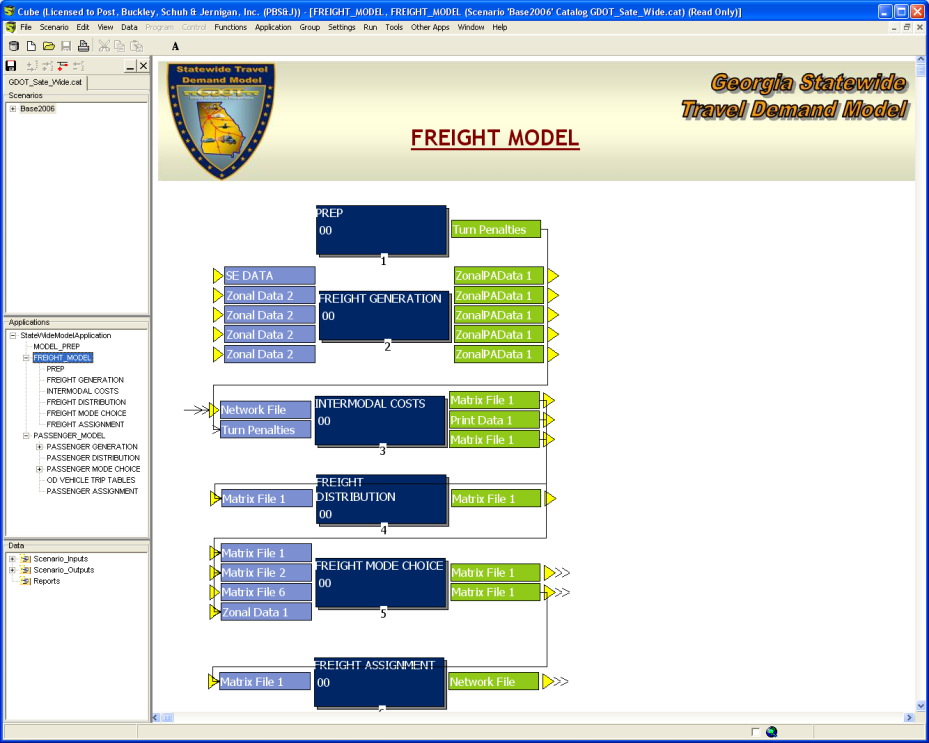 Cube (Licensed to Post, Buckley, Schuh & Jernigan, Inc. (PBS&J)) - [FREIGHT_MODEL, FREIGHT_MODEL (Scenario 'Base2006' Catalog GDOT_Sate_Wide.cat) (Read Only)]
File Scenario Edit View Data Program Control Functions Application Group Settings Run Tools Other Apps Window Help
A
GDOT_Sate_Wide.cat
Scenarios
Base2006
Applications
StateWideModelApplication
MODEL_PREP
FREIGHT_MODEL
PREP
FREIGHT GENERATION
INTERMODAL COSTS
FREIGHT DISTRIBUTION
FREIGHT MODE CHOICE
FREIGHT ASSIGNMENT
PASSENGER_MODEL
PASSENGER GENERATION
PASSENGER DISTRIBUTION
PASSENGER MODE CHOICE
OD VEHICLE TRIP TABLES
PASSENGER ASSIGNMENT
Data
Scenario_Inputs
Scenario_Outputs
Reports
Statewide Travel
Demand Model
GDOT
FREIGHT MODEL
Georgia Statewide
Travel Demand Model
PREP
00
1
Turn Penalties
SE DATA
Zonal Data 2
Zonal Data 2
Zonal Data 2
Zonal Data 2
FREIGHT GENERATION
00
2
ZonalPAData 1
ZonalPAData 1
ZonalPAData 1
ZonalPAData 1
ZonalPAData 1
Network File
Turn Penalties
INTERMODAL COSTS
00
3
Matrix File 1
Print Data 1
Matrix File 1
Matrix File 1
FREIGHT
DISTRIBUTION
00
4
Matrix File 1
Matrix File 1
Matrix File 2
Matrix File 6
Zonal Data 1
FREIGHT MODE CHOICE
00
5
Matrix File 1
Matrix File 1
Matrix File 1
FREIGHT ASSIGNMENT
00
Network File